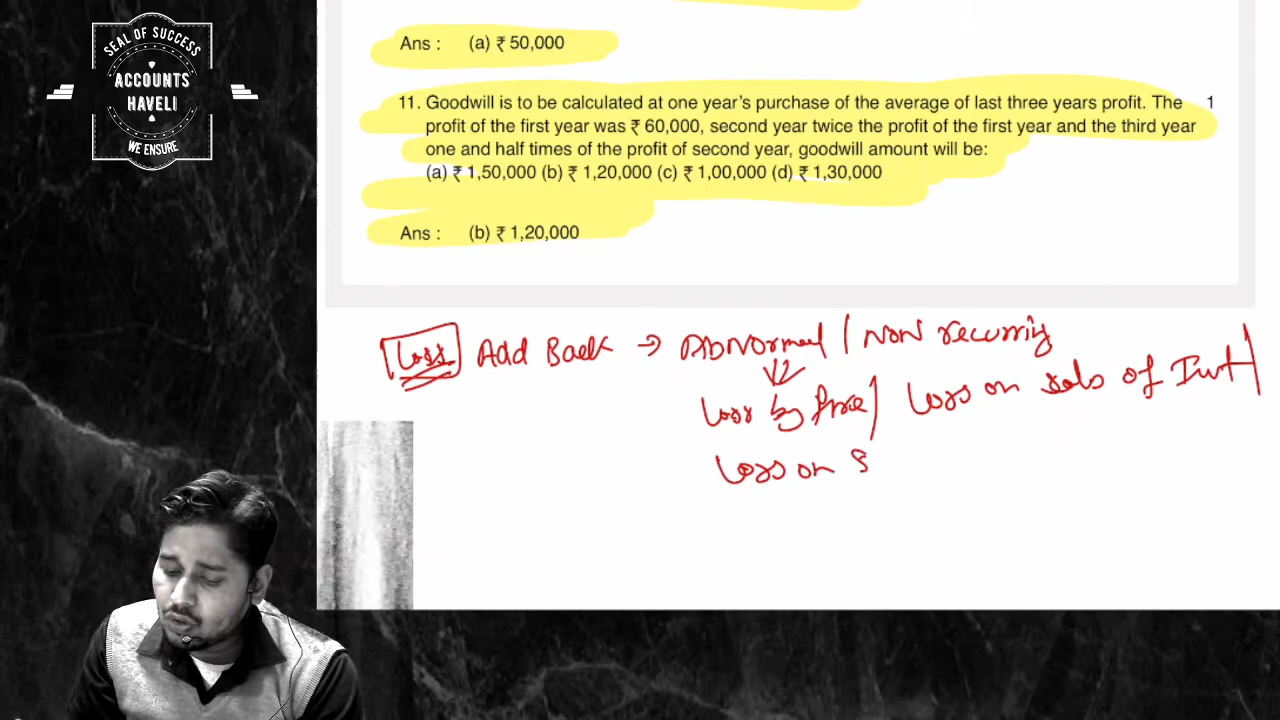 SEAL OF SUCCESS
ACCOUNTS
HAVELI
WE ENSURE
Ans : (a) ₹ 50,000
11. Goodwill is to be calculated at one year's purchase of the average of last three years profit. The 1
profit of the first year was ₹ 60,000, second year twice the profit of the first year and the third year
one and half times of the profit of second year, goodwill amount will be:
(a) ₹ 1,50,000 (b) ₹ 1,20,000 (c) ₹ 1,00,000 (d) ₹ 1,30,000
Ans : (b) ₹ 1,20,000
Loss Add Back → Abnormal / Non recurring
Loss by fire / Loss on sale of Invt /
Loss on S